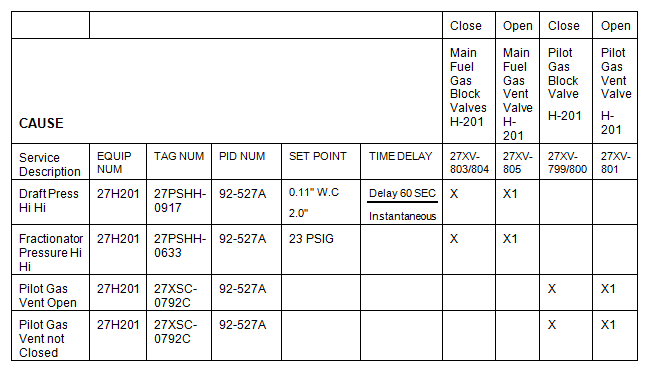 Close Open Close Open
Main Fuel Gas Block Valves H-201
Main Fuel Gas Vent Valve H-201
Pilot Gas Block Valve H-201
Pilot Gas Vent Valve H-201
CAUSE
Service Description EQUIP NUM TAG NUM PID NUM SET POINT TIME DELAY 27XV-803/804 27XV-805 27XV-799/800 27XV-801
Draft Press Hi Hi 27H201 27PSHH-0917 92-527A 0.11" W.C 2.0" Delay 60 SEC Instantaneous X X1
Fractionator Pressure Hi Hi 27H201 27PSHH-0633 92-527A 23 PSIG X X1
Pilot Gas Vent Open 27H201 27XSC-0792C 92-527A X X1
Pilot Gas Vent not Closed 27H201 27XSC-0792C 92-527A X X1